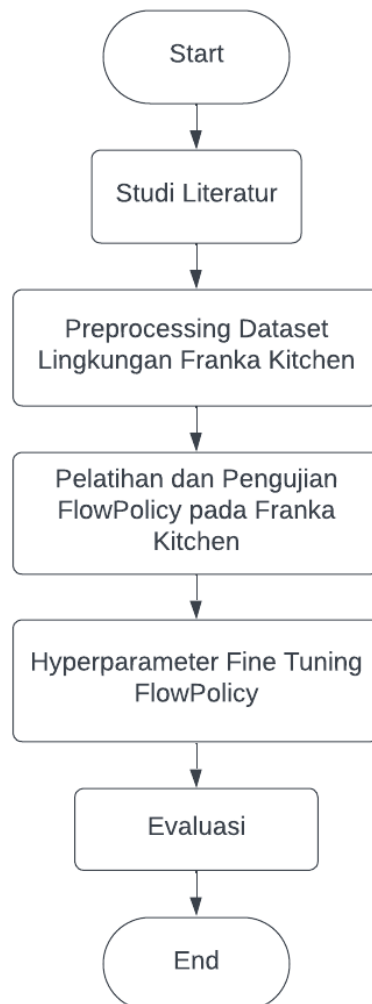 Start
Studi Literatur
Preprocessing Dataset
Lingkungan Franka Kitchen
Pelatihan dan Pengujian
FlowPolicy pada Franka
Kitchen
Hyperparameter Fine Tuning
FlowPolicy
Evaluasi
End